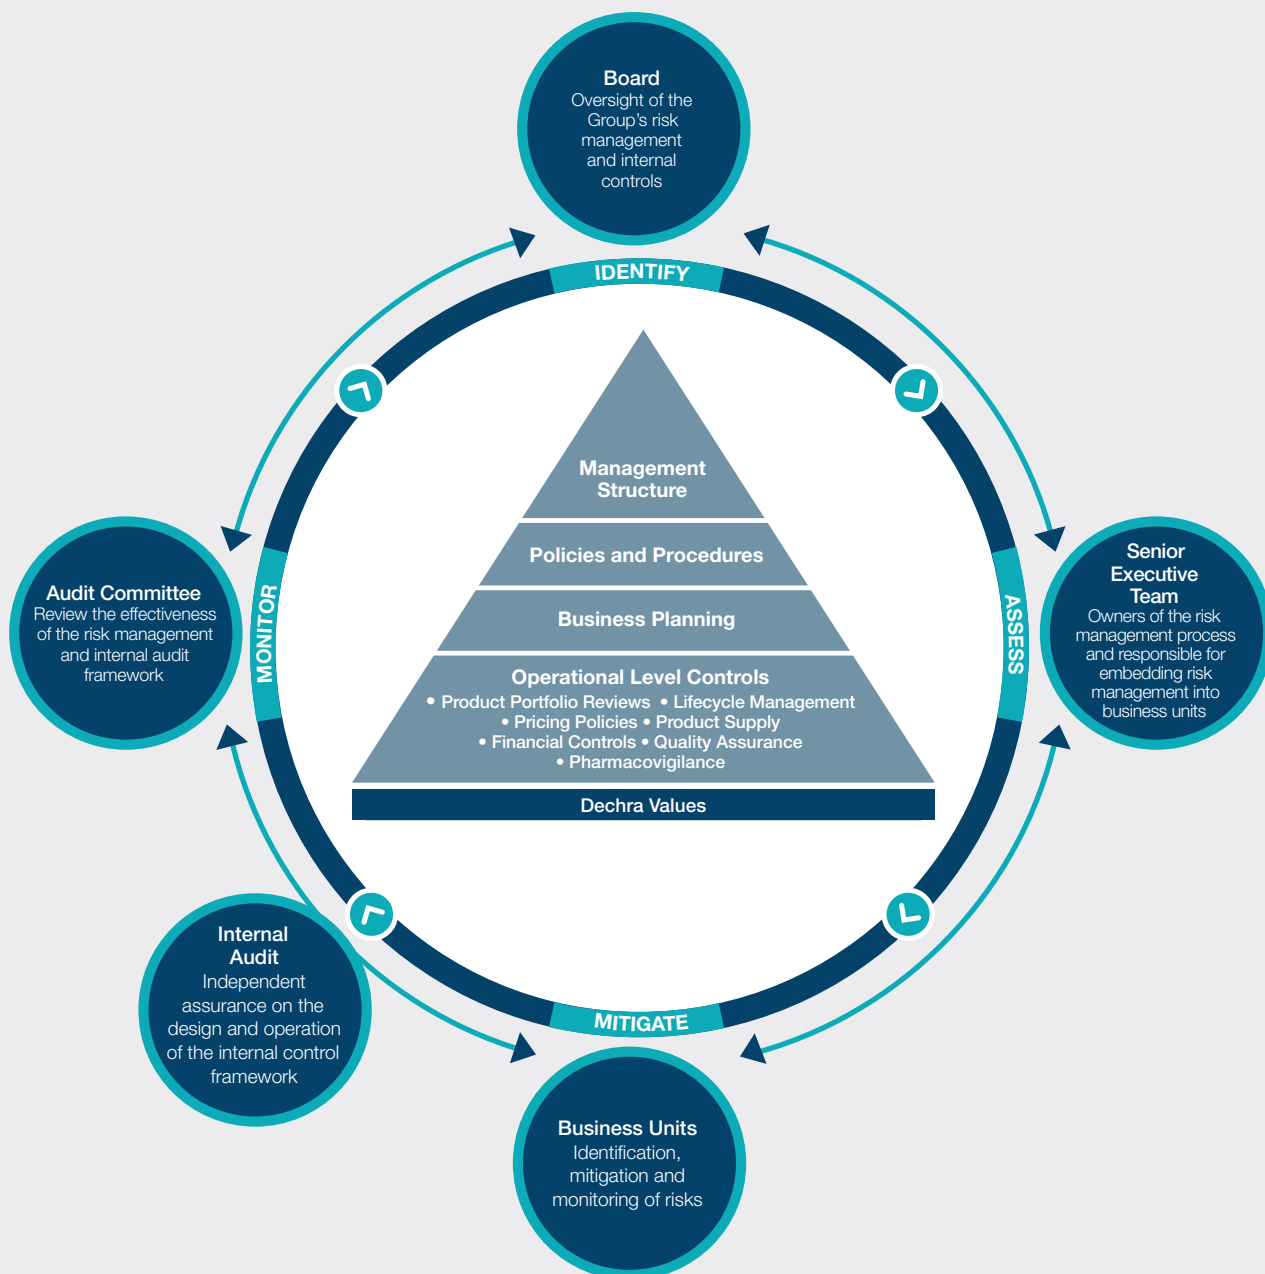 Board
Oversight of the
Group’s risk
management
and internal
controls
IDENTIFY
Management
Structure
Policies and Procedures
Business Planning
Operational Level Controls
• Product Portfolio Reviews • Lifecycle Management
• Pricing Policies • Product Supply
• Financial Controls • Quality Assurance
• Pharmacovigilance
Dechra Values
MONITOR
ASSESS
Audit Committee
Review the effectiveness
of the risk management
and internal audit
framework
Senior
Executive
Team
Owners of the risk
management process
and responsible for
embedding risk
management into
business units
Internal
Audit
Independent
assurance on the
design and operation
of the internal control
framework
MITIGATE
Business Units
Identification,
mitigation and
monitoring of risks